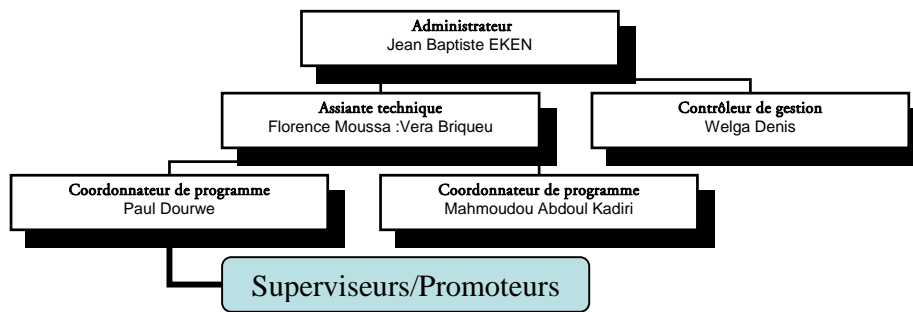 Administrateur
Jean Baptiste EKEN
Assiante technique
Florence Moussa :Vera Briqueu
Contrôleur de gestion
Welga Denis
Coordonnateur de programme
Paul Dourwe
Coordonnateur de programme
Mahmoudou Abdoul Kadiri
Superviseurs/Promoteurs